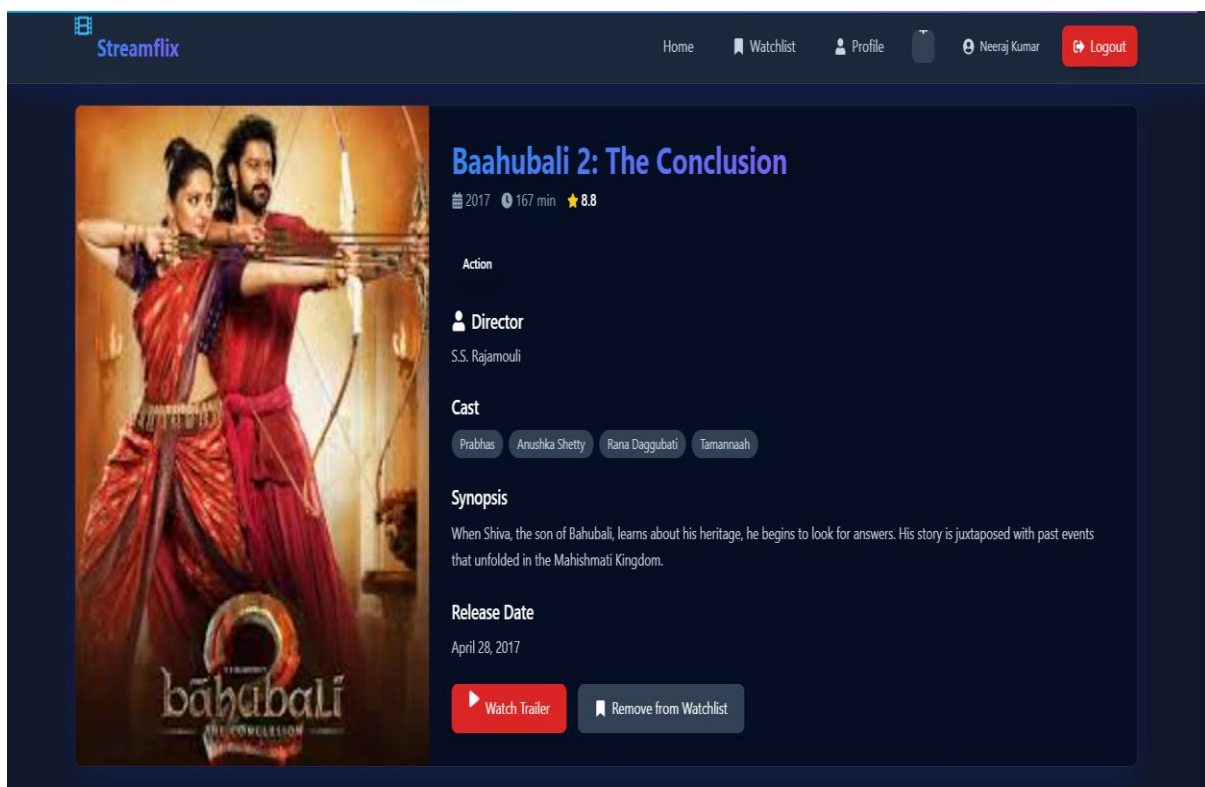 Streamflix
Home Watchlist Profile Neeraj Kumar Logout
Baahubali 2: The Conclusion
2017 167 min 8.8
Action
Director
S.S. Rajamouli
Cast
Prabhas Anushka Shetty Rana Daggubati Tamannaah
Synopsis
When Shiva, the son of Bahubali, learns about his heritage, he begins to look for answers. His story is juxtaposed with past events
that unfolded in the Mahishmati Kingdom.
Release Date
April 28, 2017
Watch Trailer Remove from Watchlist
2
bāhubali
THE CONCLUSION